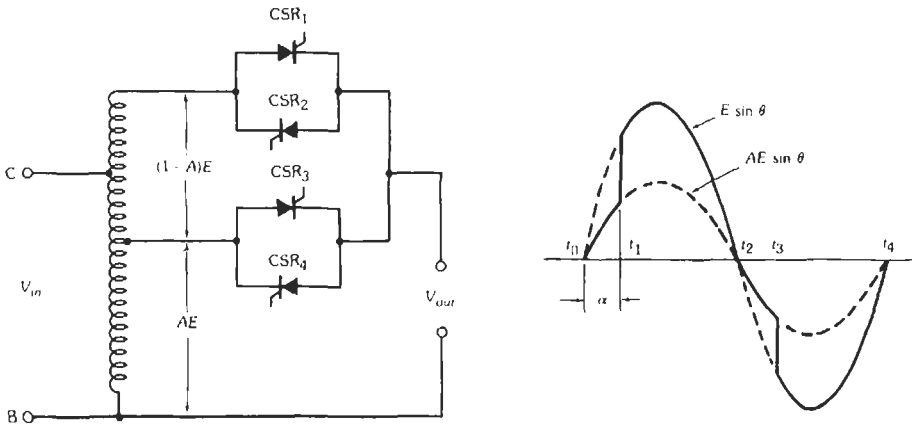 CSR1
CSR2
(1 - A)E
C
CSR3
CSR4
Vin
AE
Vout
B
E sin θ
AE sin θ
t0
t1
t2
t3
t4
α